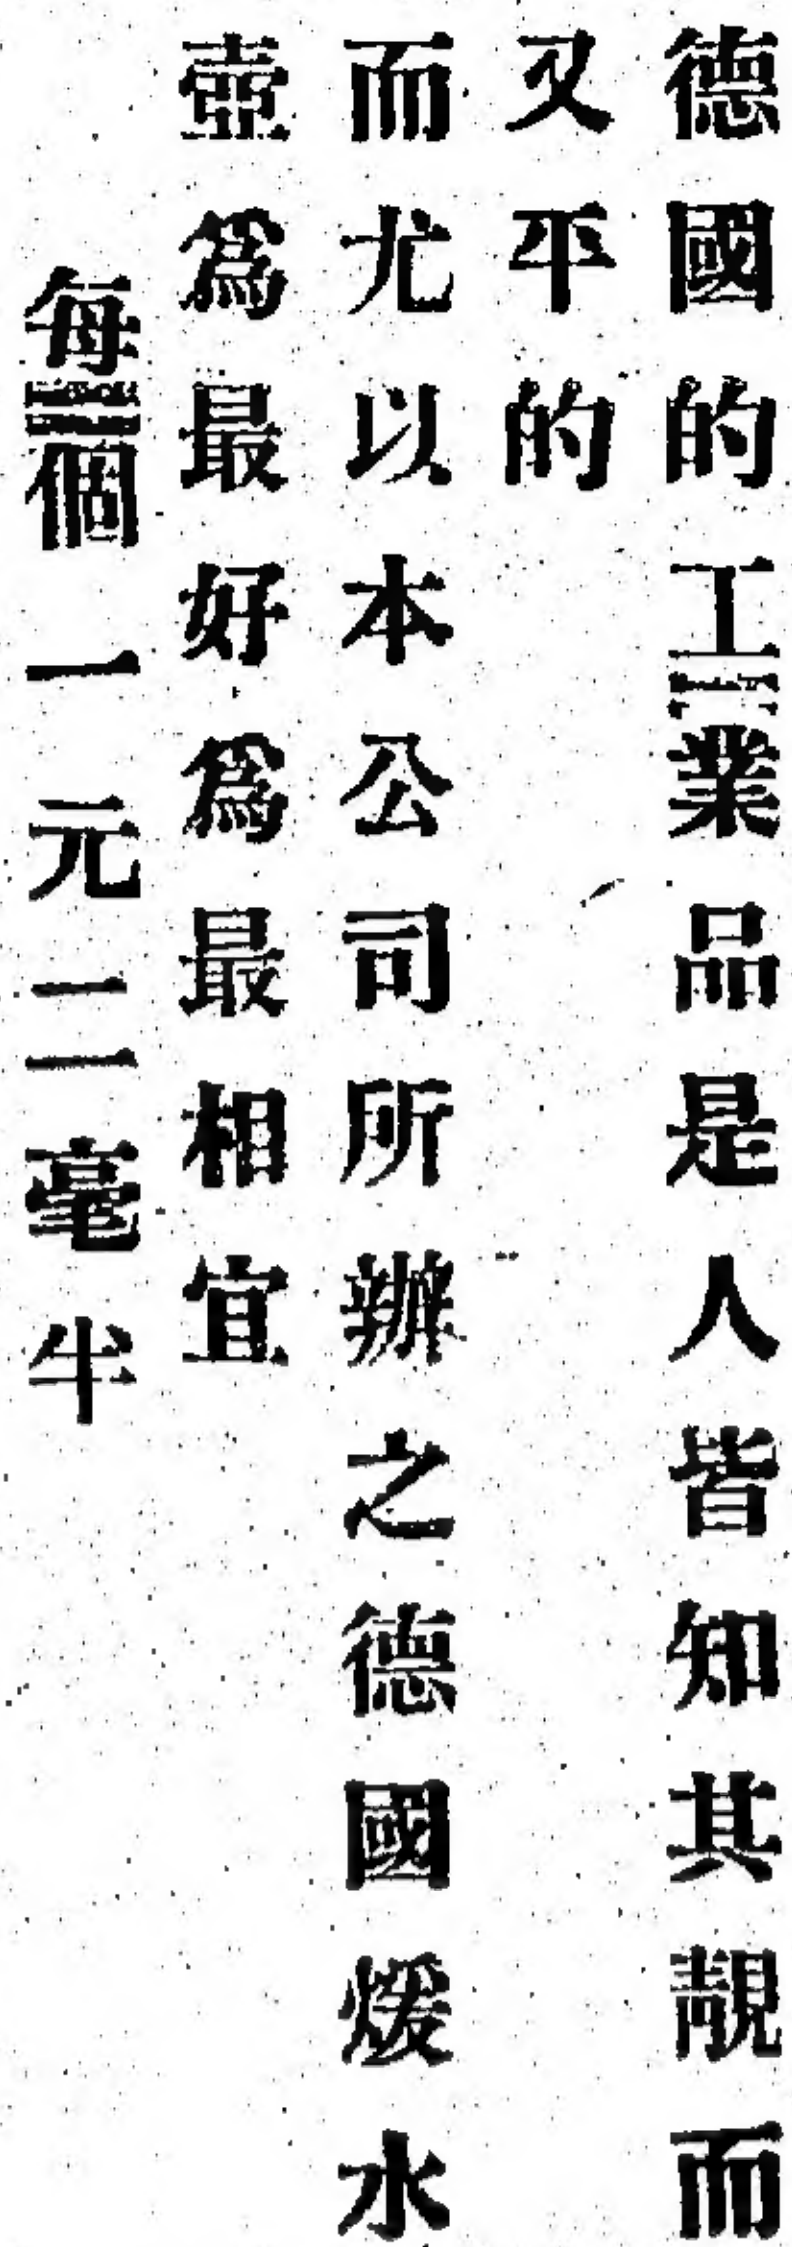 德國的工業品是人皆知其靚而
又平的
而尤以本公司所辦之德國煖水
壺爲最好爲最相宜
每個一元二毫半